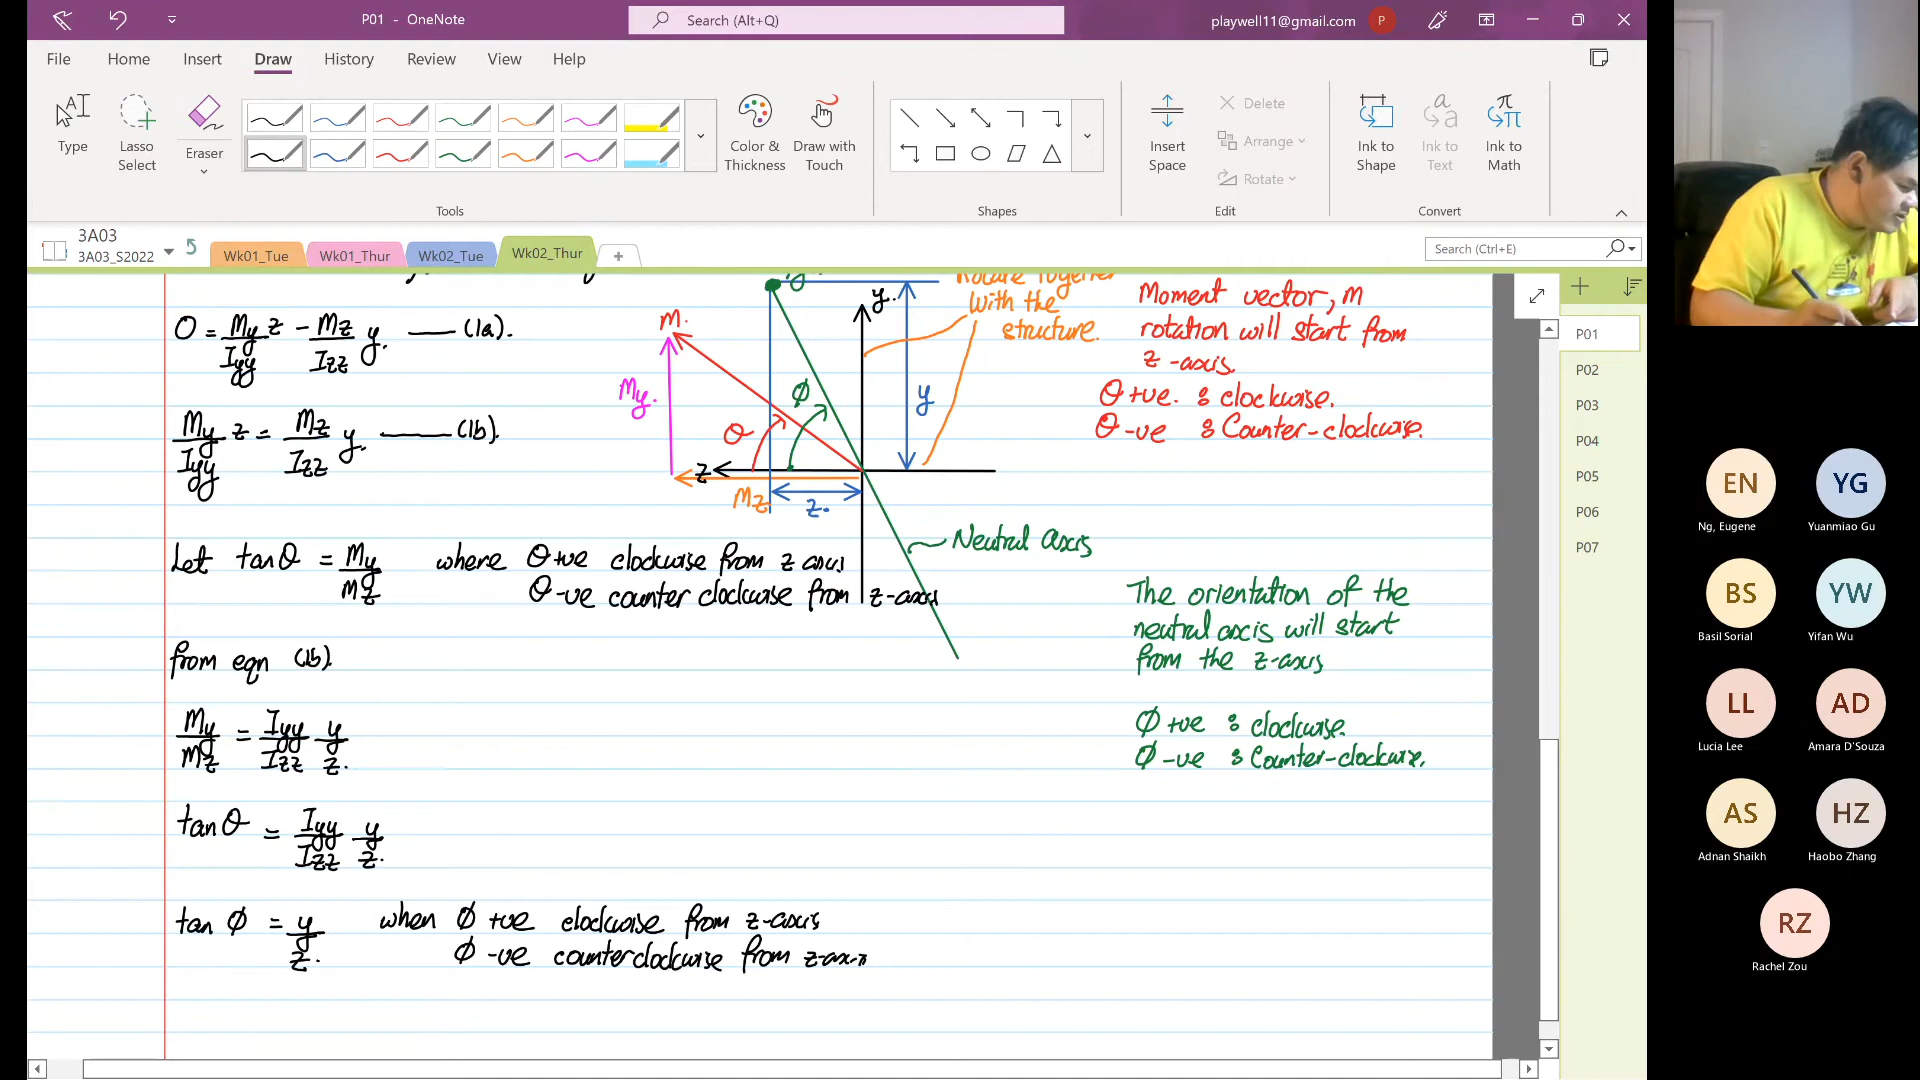 P01 - OneNote
Search (Alt+Q)
playwell11@gmail.com
P
File
Home
Insert
Draw
History
Review
View
Help
Type
Lasso Select
Eraser
Color & Thickness
Draw with Touch
Insert Space
Delete
Arrange
Rotate
Ink to Shape
Ink to Text
Ink to Math
Tools
Shapes
Edit
Convert
3A03
3A03_S2022
Wk01_Tue
Wk01_Thur
Wk02_Tue
Wk02_Thur
Search (Ctrl+E)
P01
P02
P03
P04
P05
P06
P07
0 = My/Iyy z - Mz/Izz y. —— (1a).
My/Iyy z = Mz/Izz y. —— (1b).
Let tanθ = My/Mz where θ +ve clockwise from z axis
θ -ve counter clockwise from z-axis
from eqn (1b).
My/Mz = Iyy/Izz y/z.
tanθ = Iyy/Izz y/z.
tan Ø = y/z. when Ø +ve clockwise from z-axis
Ø -ve counterclockwise from z-axis
y.
M.
My.
θ
Ø
y
z
Mz
z.
Neutral axis
Rotate together
with the
structure.
Moment vector, M
rotation will start from
z-axis.
θ +ve : clockwise.
θ -ve : Counter-clockwise.
The orientation of the
neutral axis will start
from the z-axis
Ø +ve : clockwise.
Ø -ve : Counter-clockwise.
EN
Ng, Eugene
YG
Yuanmiao Gu
BS
Basil Sorial
YW
Yifan Wu
LL
Lucia Lee
AD
Amara D'Souza
AS
Adnan Shaikh
HZ
Haobo Zhang
RZ
Rachel Zou